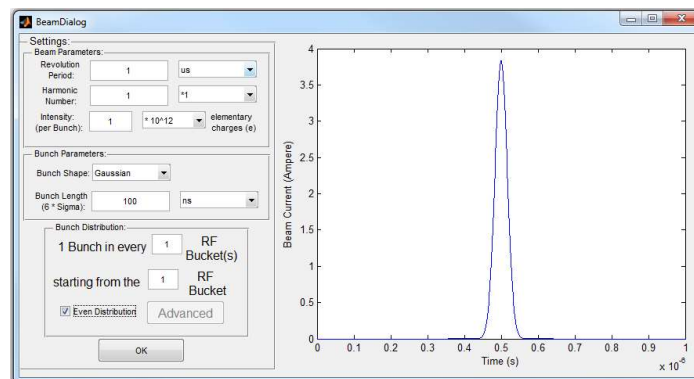 BeamDialog
Settings:
Beam Parameters:
Revolution Period: 1 us
Harmonic Number: 1 *1
Intensity: (per Bunch): 1 * 10^12 elementary charges (e)
Bunch Parameters:
Bunch Shape: Gaussian
Bunch Length (6 * Sigma): 100 ns
Bunch Distribution:
1 Bunch in every 1 RF Bucket(s)
starting from the 1 RF Bucket
Even Distribution Advanced
OK
4
3.5
3
2.5
2
1.5
1
0.5
0
Beam Current (Ampere)
0 0.1 0.2 0.3 0.4 0.5 0.6 0.7 0.8 0.9 1
Time (s)
x 10^-6